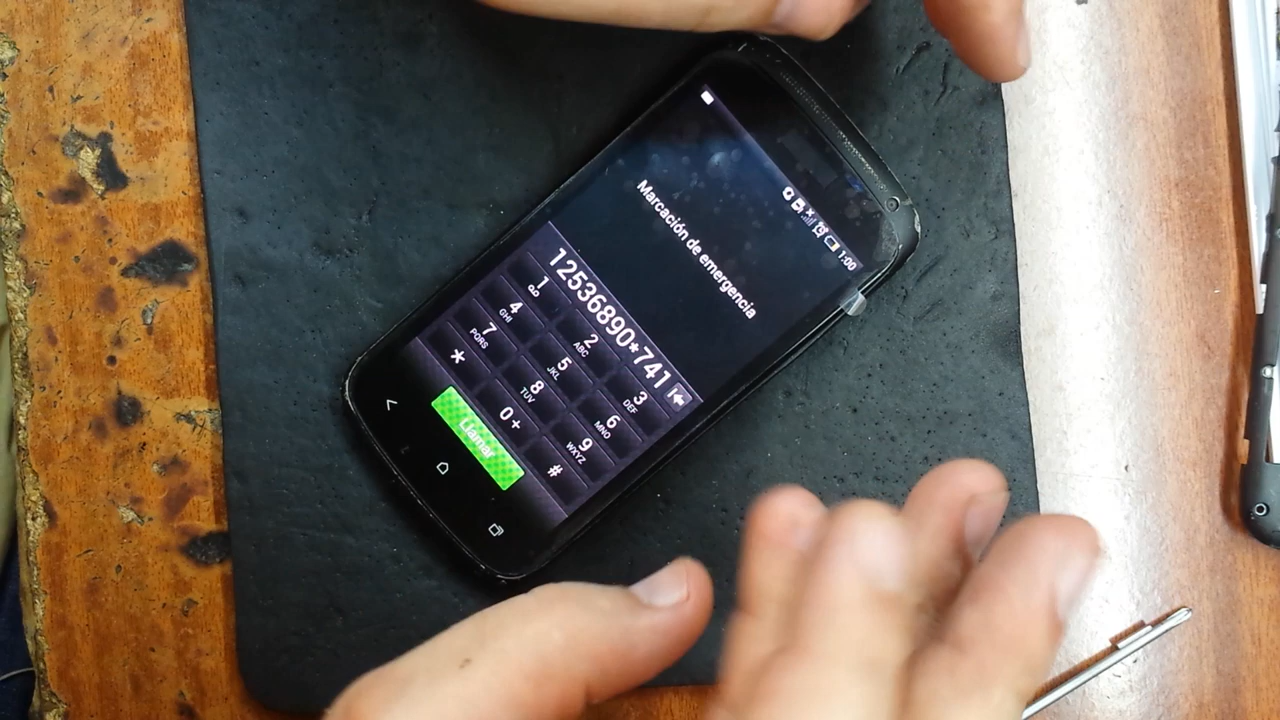 1:00
Marcación de emergencia
12536890*741
1
2 ABC
3 DEF
4 GHI
5 JKL
6 MNO
7 PQRS
8 TUV
9 WXYZ
*
0 +
#
Llamar